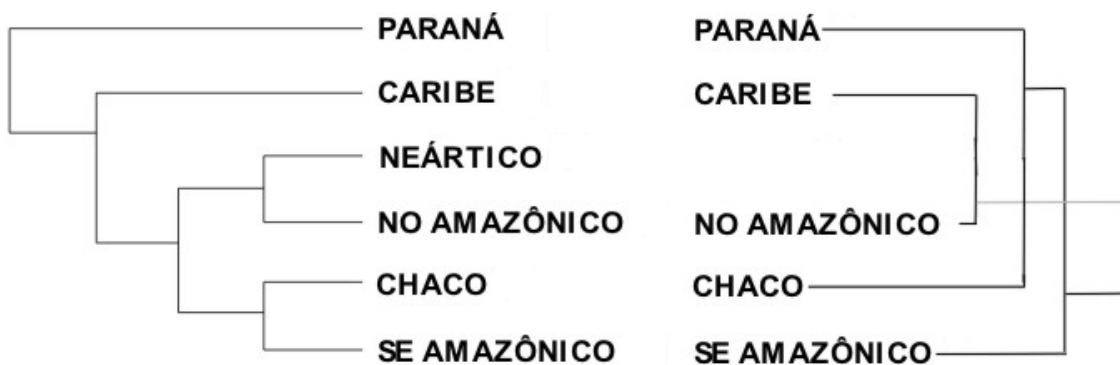 PARANÁ
CARIBE
NEÁRTICO
NO AMAZÔNICO
CHACO
SE AMAZÔNICO
PARANÁ
CARIBE
NO AMAZÔNICO
CHACO
SE AMAZÔNICO